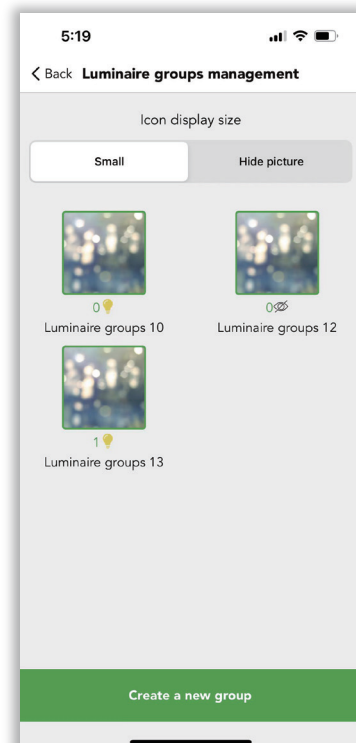 5:19
Back Luminaire groups management
Icon display size
Small Hide picture
0 0
Luminaire groups 10 Luminaire groups 12
1
Luminaire groups 13
Create a new group